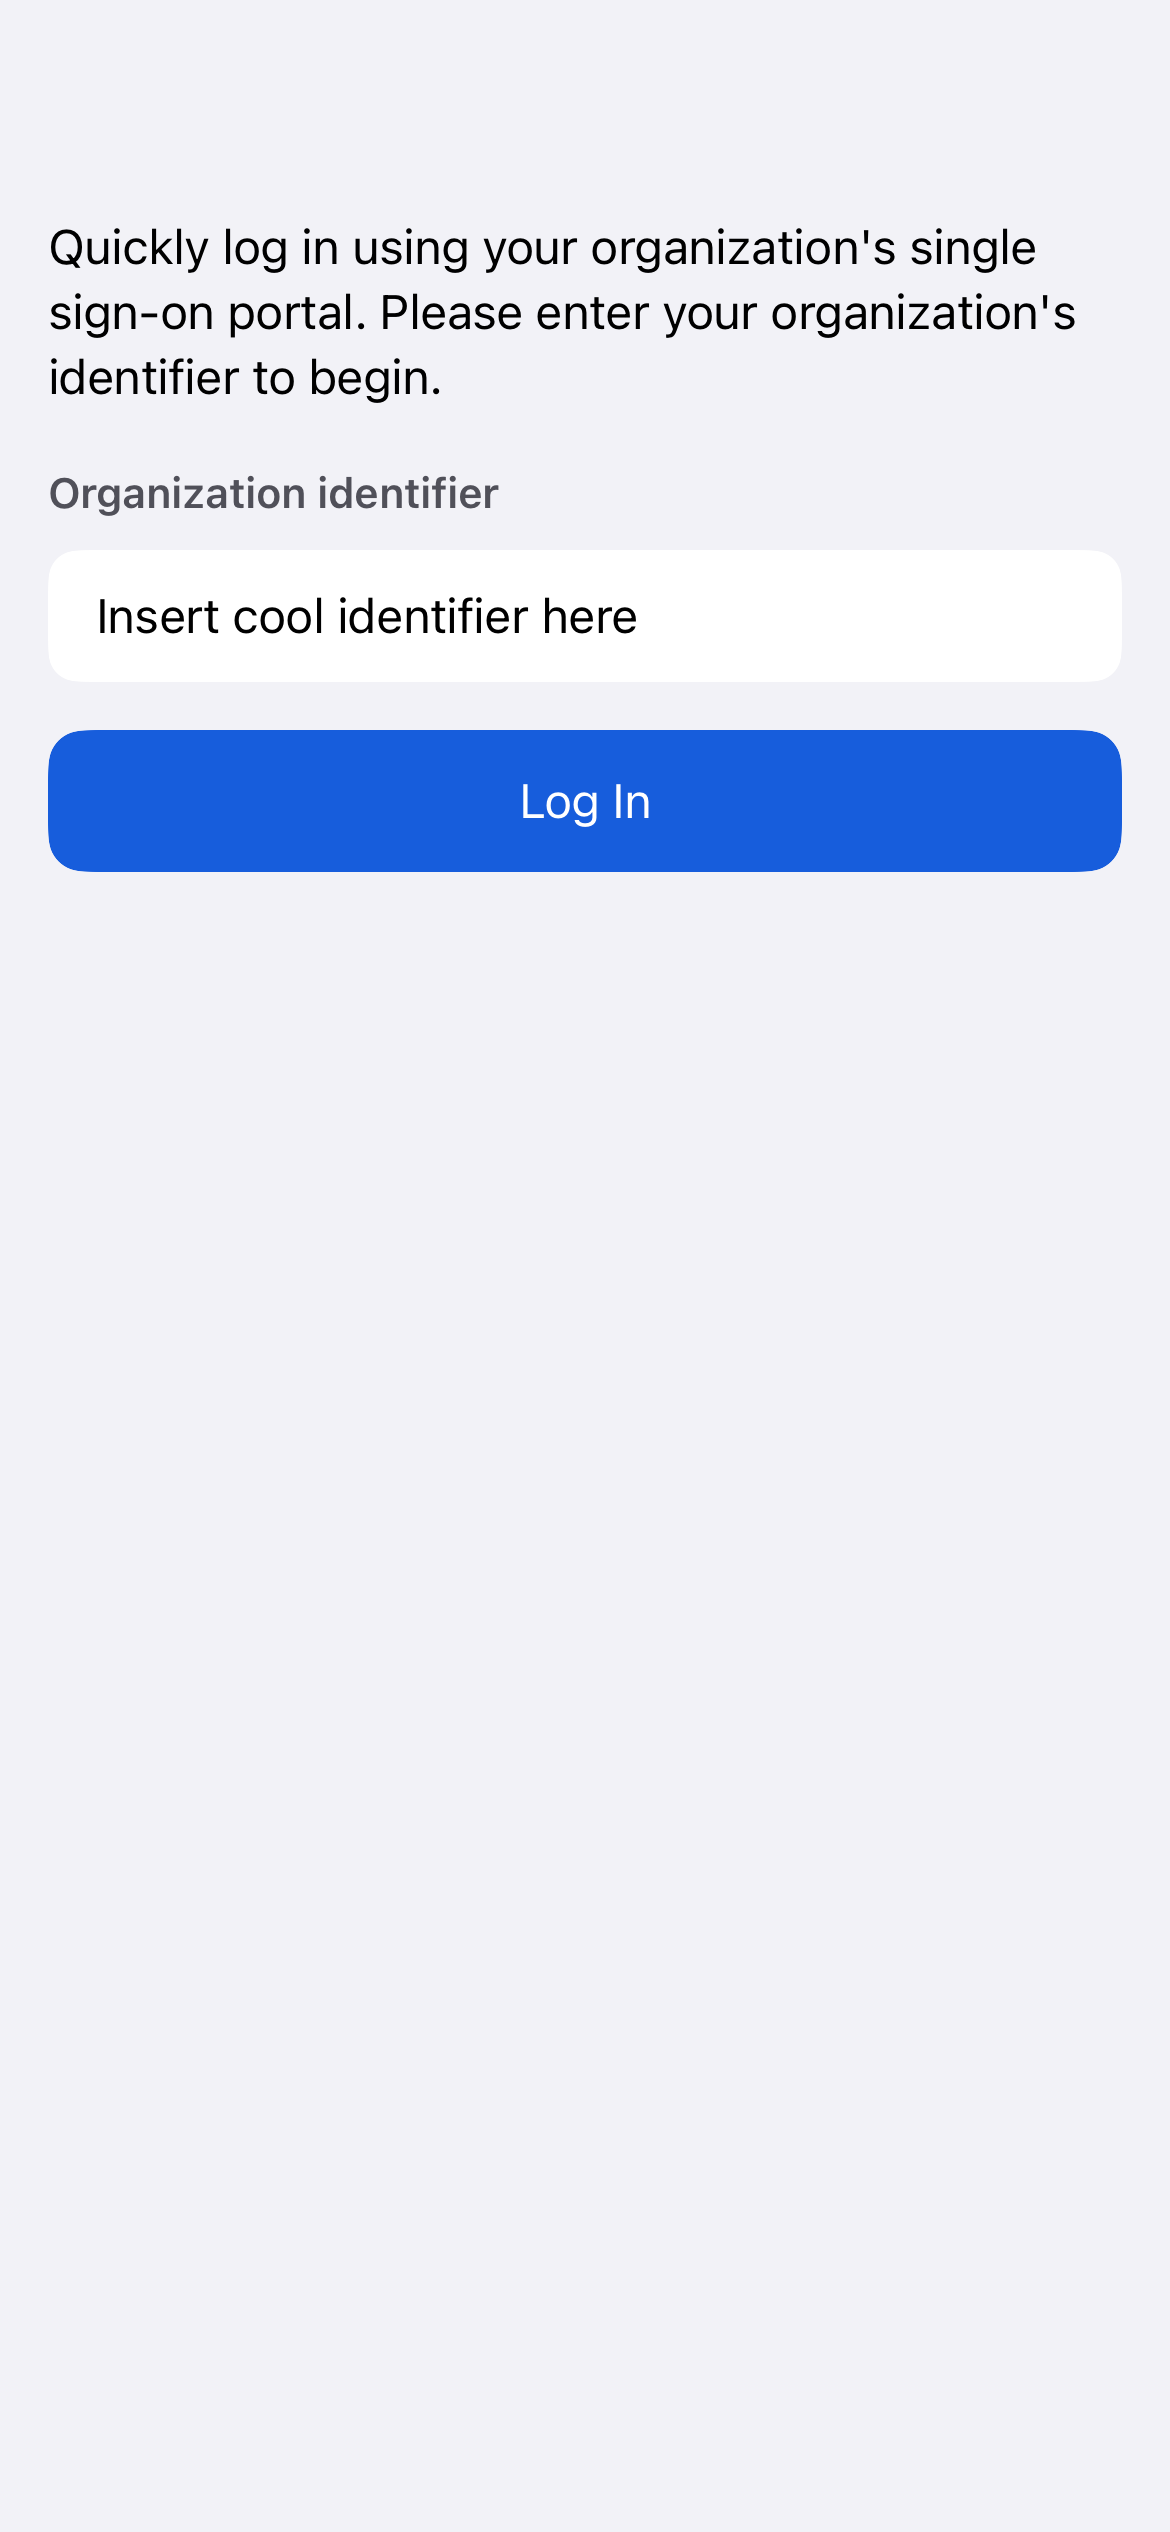 Quickly log in using your organization's single
sign-on portal. Please enter your organization's
identifier to begin.
Organization identifier
Insert cool identifier here
Log In